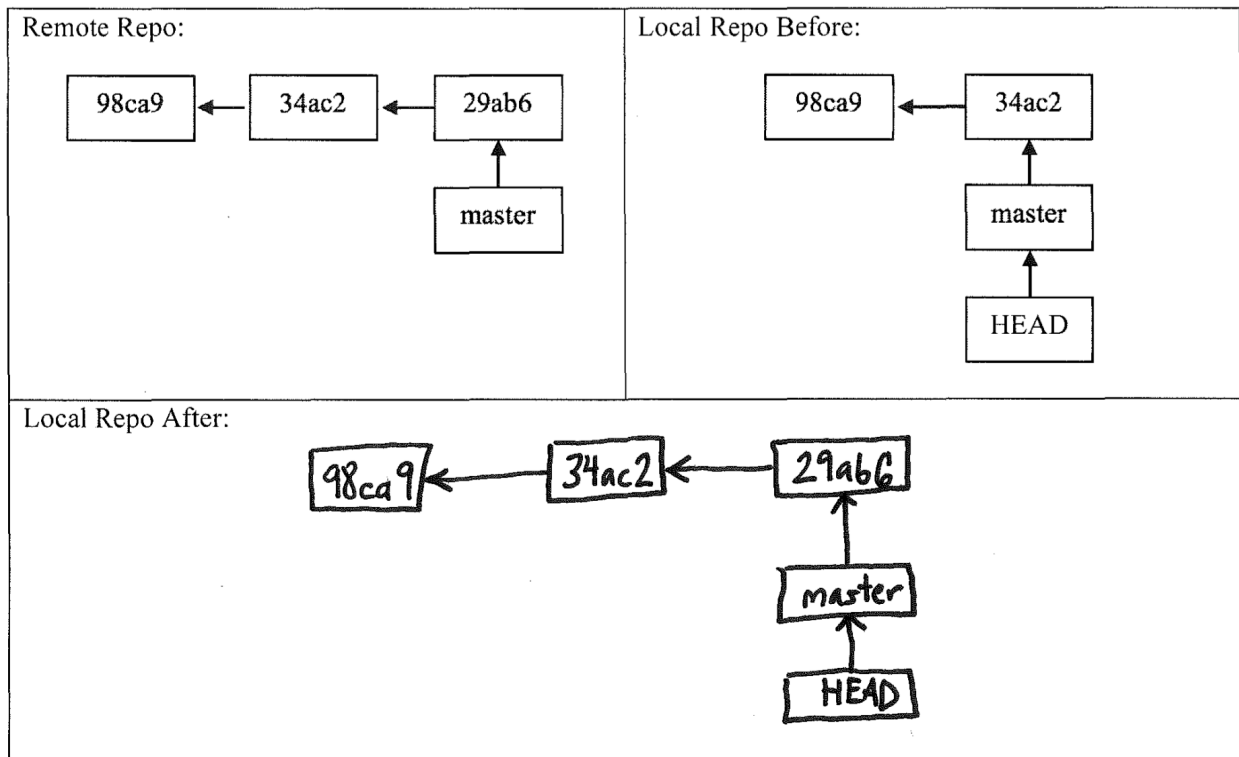 Remote Repo:
98ca9
34ac2
29ab6
master
Local Repo Before:
98ca9
34ac2
master
HEAD
Local Repo After:
98ca9
34ac2
29ab6
master
HEAD